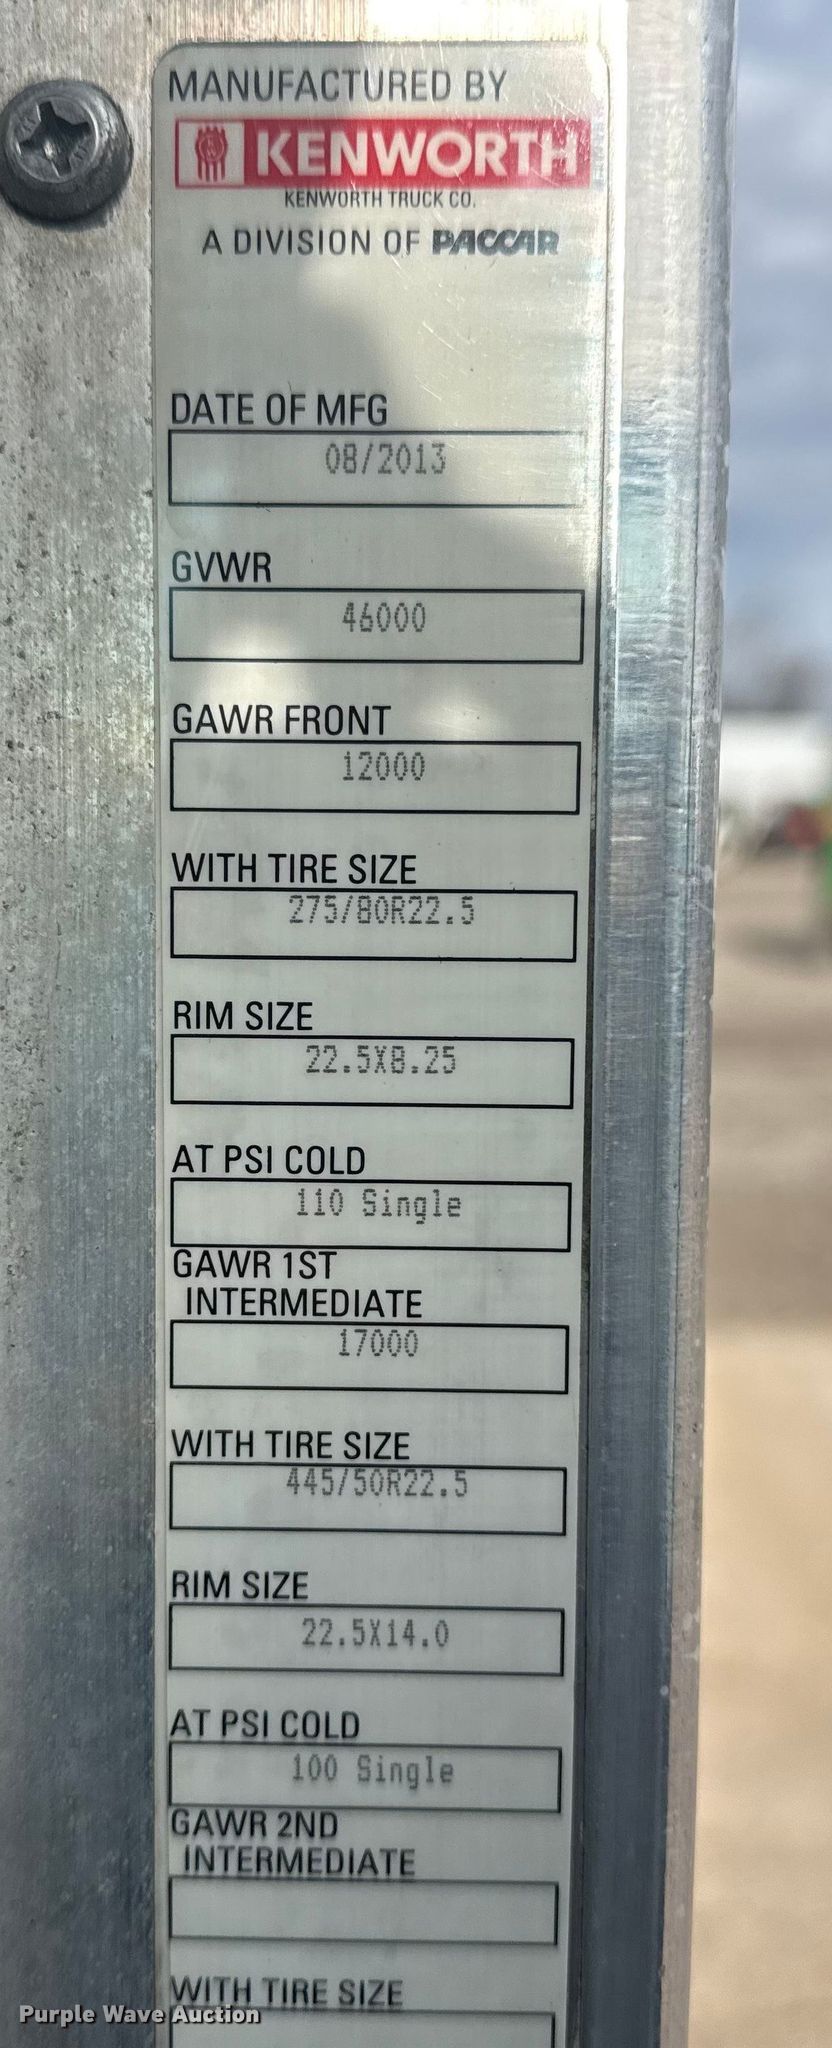 MANUFACTURED BY
KENWORTH
KENWORTH TRUCK CO.
A DIVISION OF PACCAR
DATE OF MFG
08/2013
GVWR
46000
GAWR FRONT
12000
WITH TIRE SIZE
275/80R22.5
RIM SIZE
22.5X8.25
AT PSI COLD
110 Single
GAWR 1ST
INTERMEDIATE
17000
WITH TIRE SIZE
445/50R22.5
RIM SIZE
22.5X14.0
AT PSI COLD
100 Single
GAWR 2ND
INTERMEDIATE
WITH TIRE SIZE
Purple Wave Auction